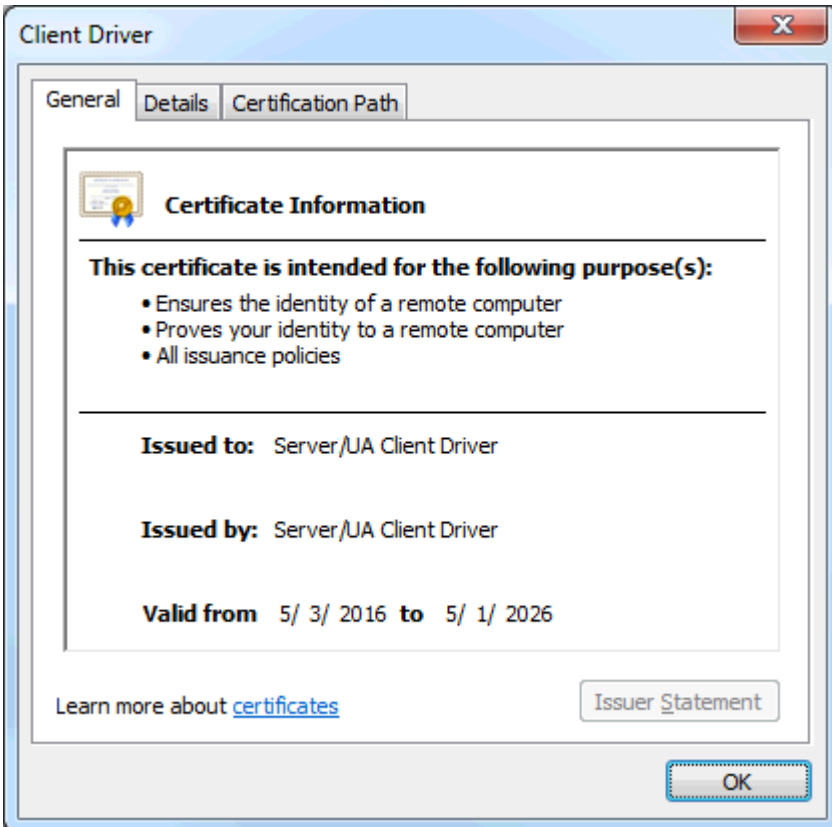 Client Driver
General Details Certification Path
Certificate Information
This certificate is intended for the following purpose(s):
• Ensures the identity of a remote computer
• Proves your identity to a remote computer
• All issuance policies
Issued to: Server/UA Client Driver
Issued by: Server/UA Client Driver
Valid from 5/ 3/ 2016 to 5/ 1/ 2026
Learn more about certificates
Issuer Statement
OK